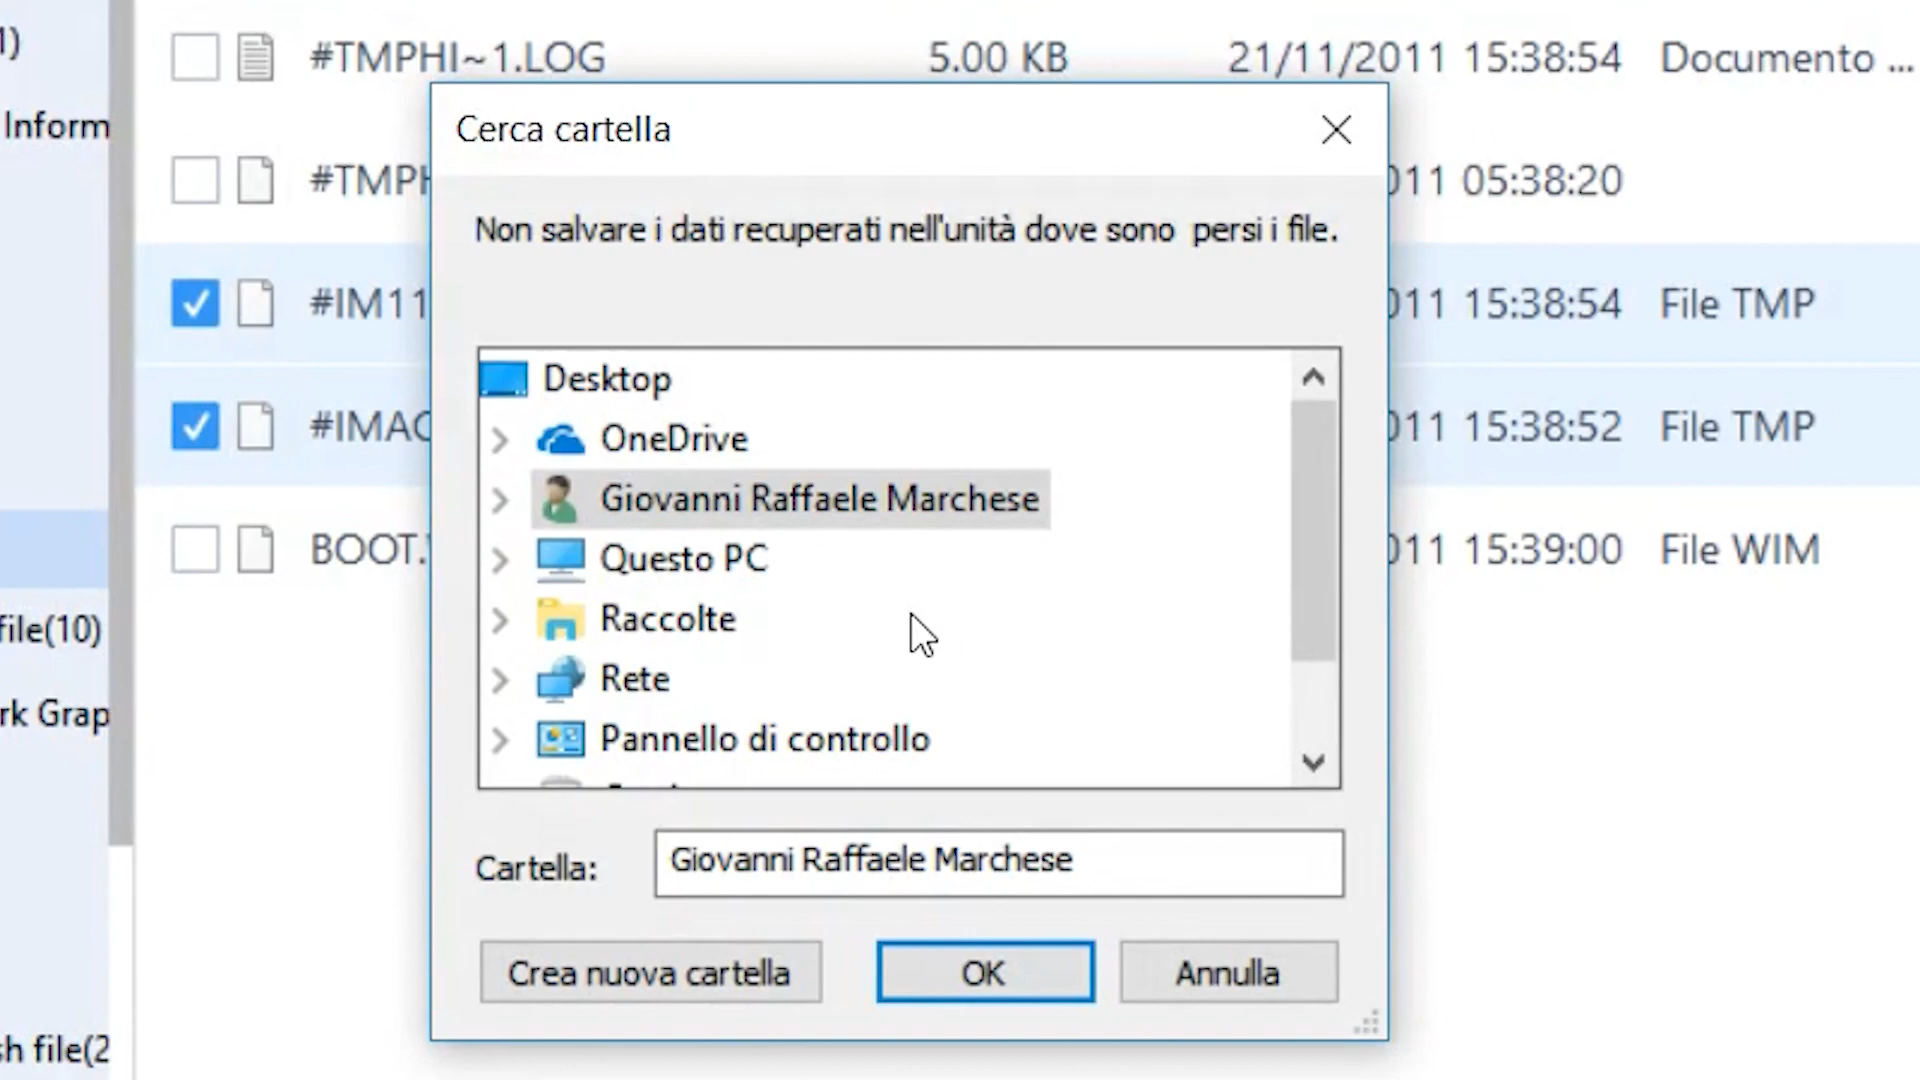 1)
#TMPHI~1.LOG 5.00 KB 21/11/2011 15:38:54 Documento ...
Cerca cartella
Inform
#TMPH 011 05:38:20
Non salvare i dati recuperati nell'unità dove sono persi i file.
#IM11 011 15:38:54 File TMP
Desktop
#IMAG 011 15:38:52 File TMP
OneDrive
Giovanni Raffaele Marchese
BOOT. 011 15:39:00 File WIM
Questo PC
file(10)
Raccolte
Rete
rk Grap
Pannello di controllo
Cartella: Giovanni Raffaele Marchese
Crea nuova cartella OK Annulla
sh file(2